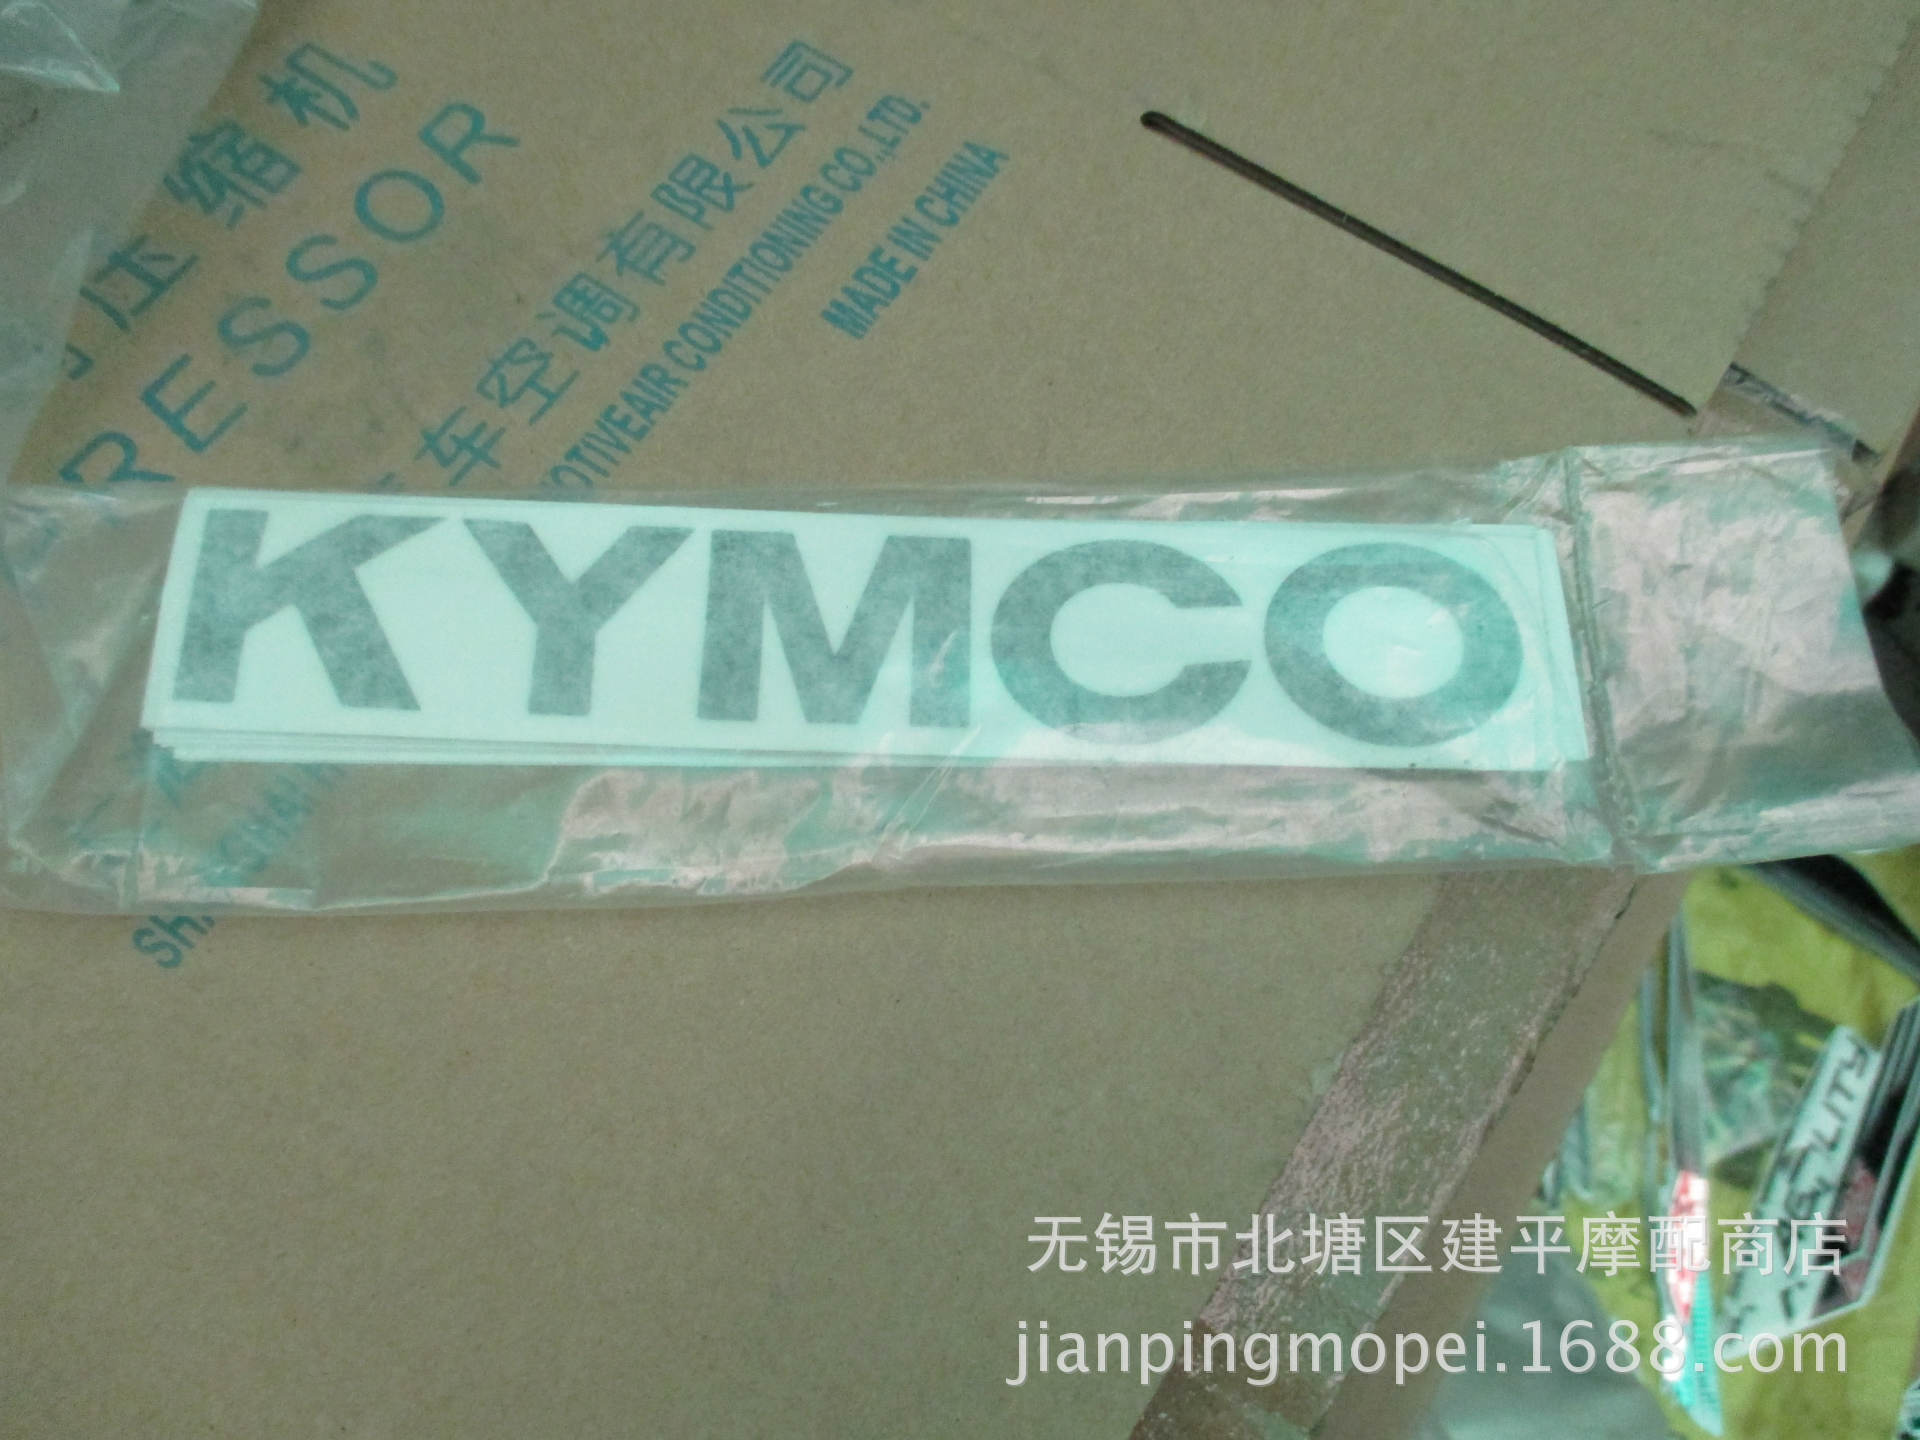 压缩机
RESSOR
车空调有限公司
OTIVEAIR CONDITIONING CO.,LTD.
MADE IN CHINA
KYMCO
无锡市北塘区建平摩配商店
jianpingmopei.1688.com